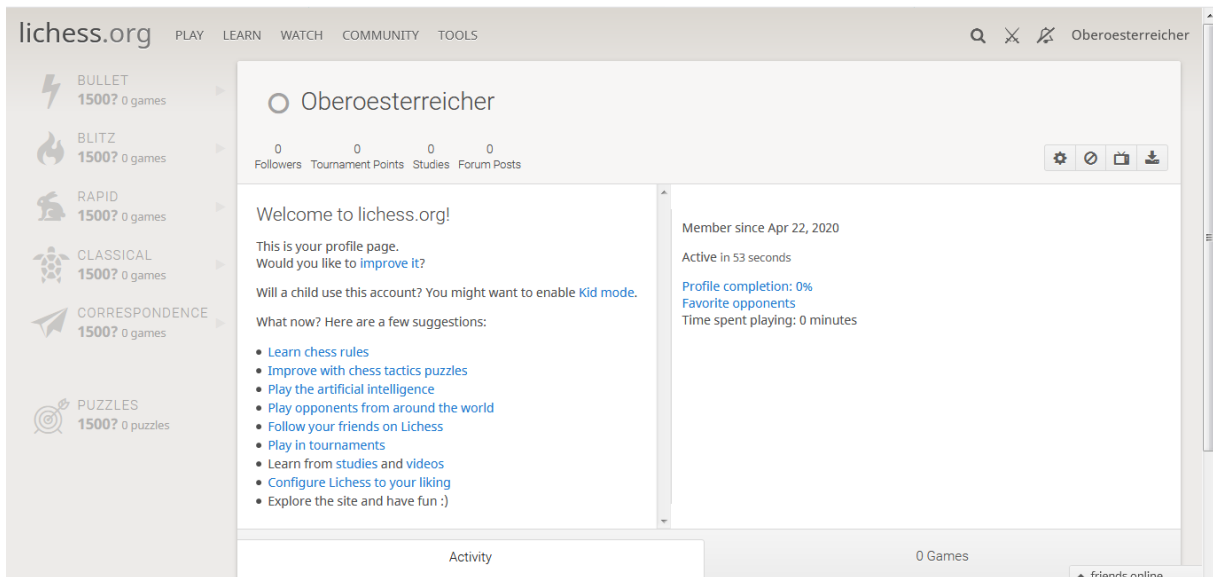 lichess.org PLAY LEARN WATCH COMMUNITY TOOLS Oberoesterreicher
BULLET
1500? 0 games
BLITZ
1500? 0 games
RAPID
1500? 0 games
CLASSICAL
1500? 0 games
CORRESPONDENCE
1500? 0 games
PUZZLES
1500? 0 puzzles
Oberoesterreicher
0 0 0 0
Followers Tournament Points Studies Forum Posts
Welcome to lichess.org!
This is your profile page.
Would you like to improve it?
Will a child use this account? You might want to enable Kid mode.
What now? Here are a few suggestions:
• Learn chess rules
• Improve with chess tactics puzzles
• Play the artificial intelligence
• Play opponents from around the world
• Follow your friends on Lichess
• Play in tournaments
• Learn from studies and videos
• Configure Lichess to your liking
• Explore the site and have fun :)
Member since Apr 22, 2020
Active in 53 seconds
Profile completion: 0%
Favorite opponents
Time spent playing: 0 minutes
Activity 0 Games
friends online